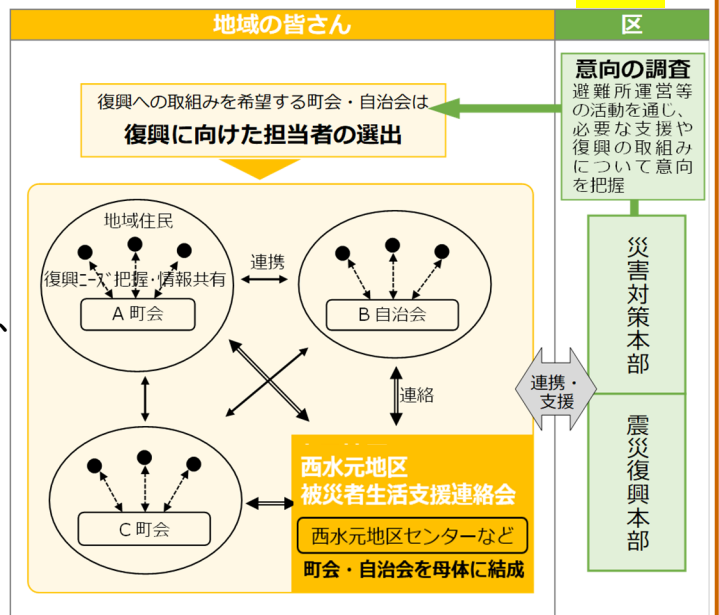 地域の皆さん
区
復興への取組みを希望する町会・自治会は
復興に向けた担当者の選出
意向の調査
避難所運営等
の活動を通じ、
必要な支援や
復興の取組み
について意向
を把握
地域住民
復興ﾆｰｽﾞ把握・情報共有
A 町会
連携
B 自治会
災害対策本部
連携・
支援
連絡
震災復興本部
C 町会
西水元地区
被災者生活支援連絡会
西水元地区センターなど
町会・自治会を母体に結成